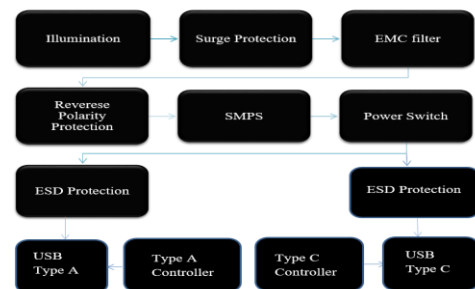 Illumination
Surge Protection
EMC filter
Reverese
Polarity
Protection
SMPS
Power Switch
ESD Protection
ESD Protection
USB
Type A
Type A
Controller
Type C
Controller
USB
Type C